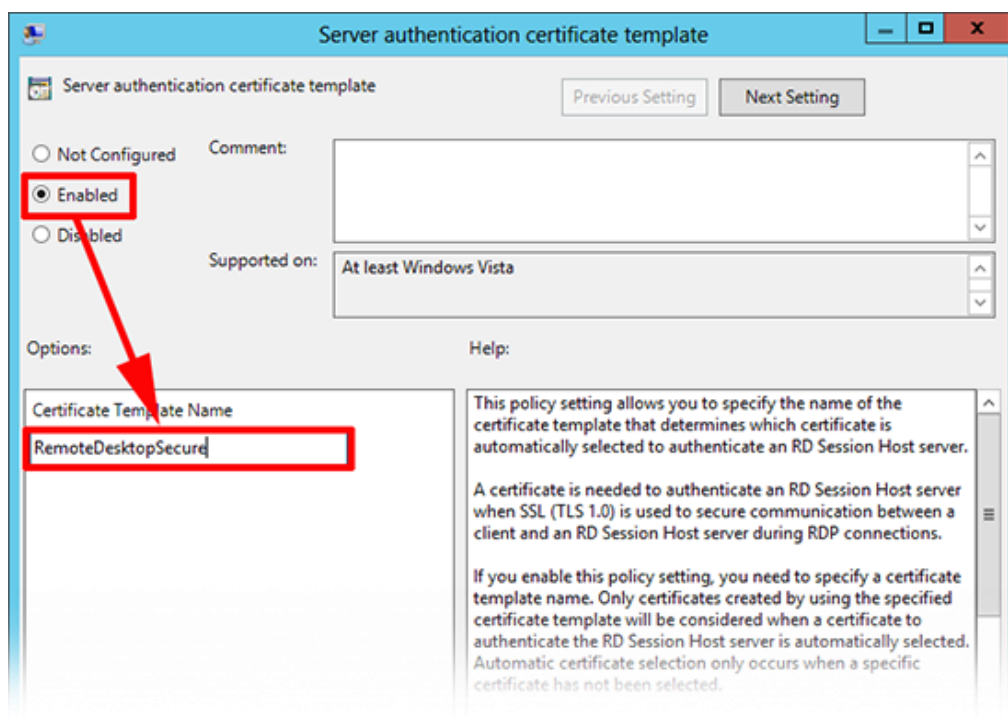 Server authentication certificate template
Server authentication certificate template
Previous Setting
Next Setting
Not Configured
Comment:
Enabled
Disabled
Supported on:
At least Windows Vista
Options:
Help:
Certificate Template Name
RemoteDesktopSecure
This policy setting allows you to specify the name of the
certificate template that determines which certificate is
automatically selected to authenticate an RD Session Host server.
A certificate is needed to authenticate an RD Session Host server
when SSL (TLS 1.0) is used to secure communication between a
client and an RD Session Host server during RDP connections.
If you enable this policy setting, you need to specify a certificate
template name. Only certificates created by using the specified
certificate template will be considered when a certificate to
authenticate the RD Session Host server is automatically selected.
Automatic certificate selection only occurs when a specific
certificate has not been selected.